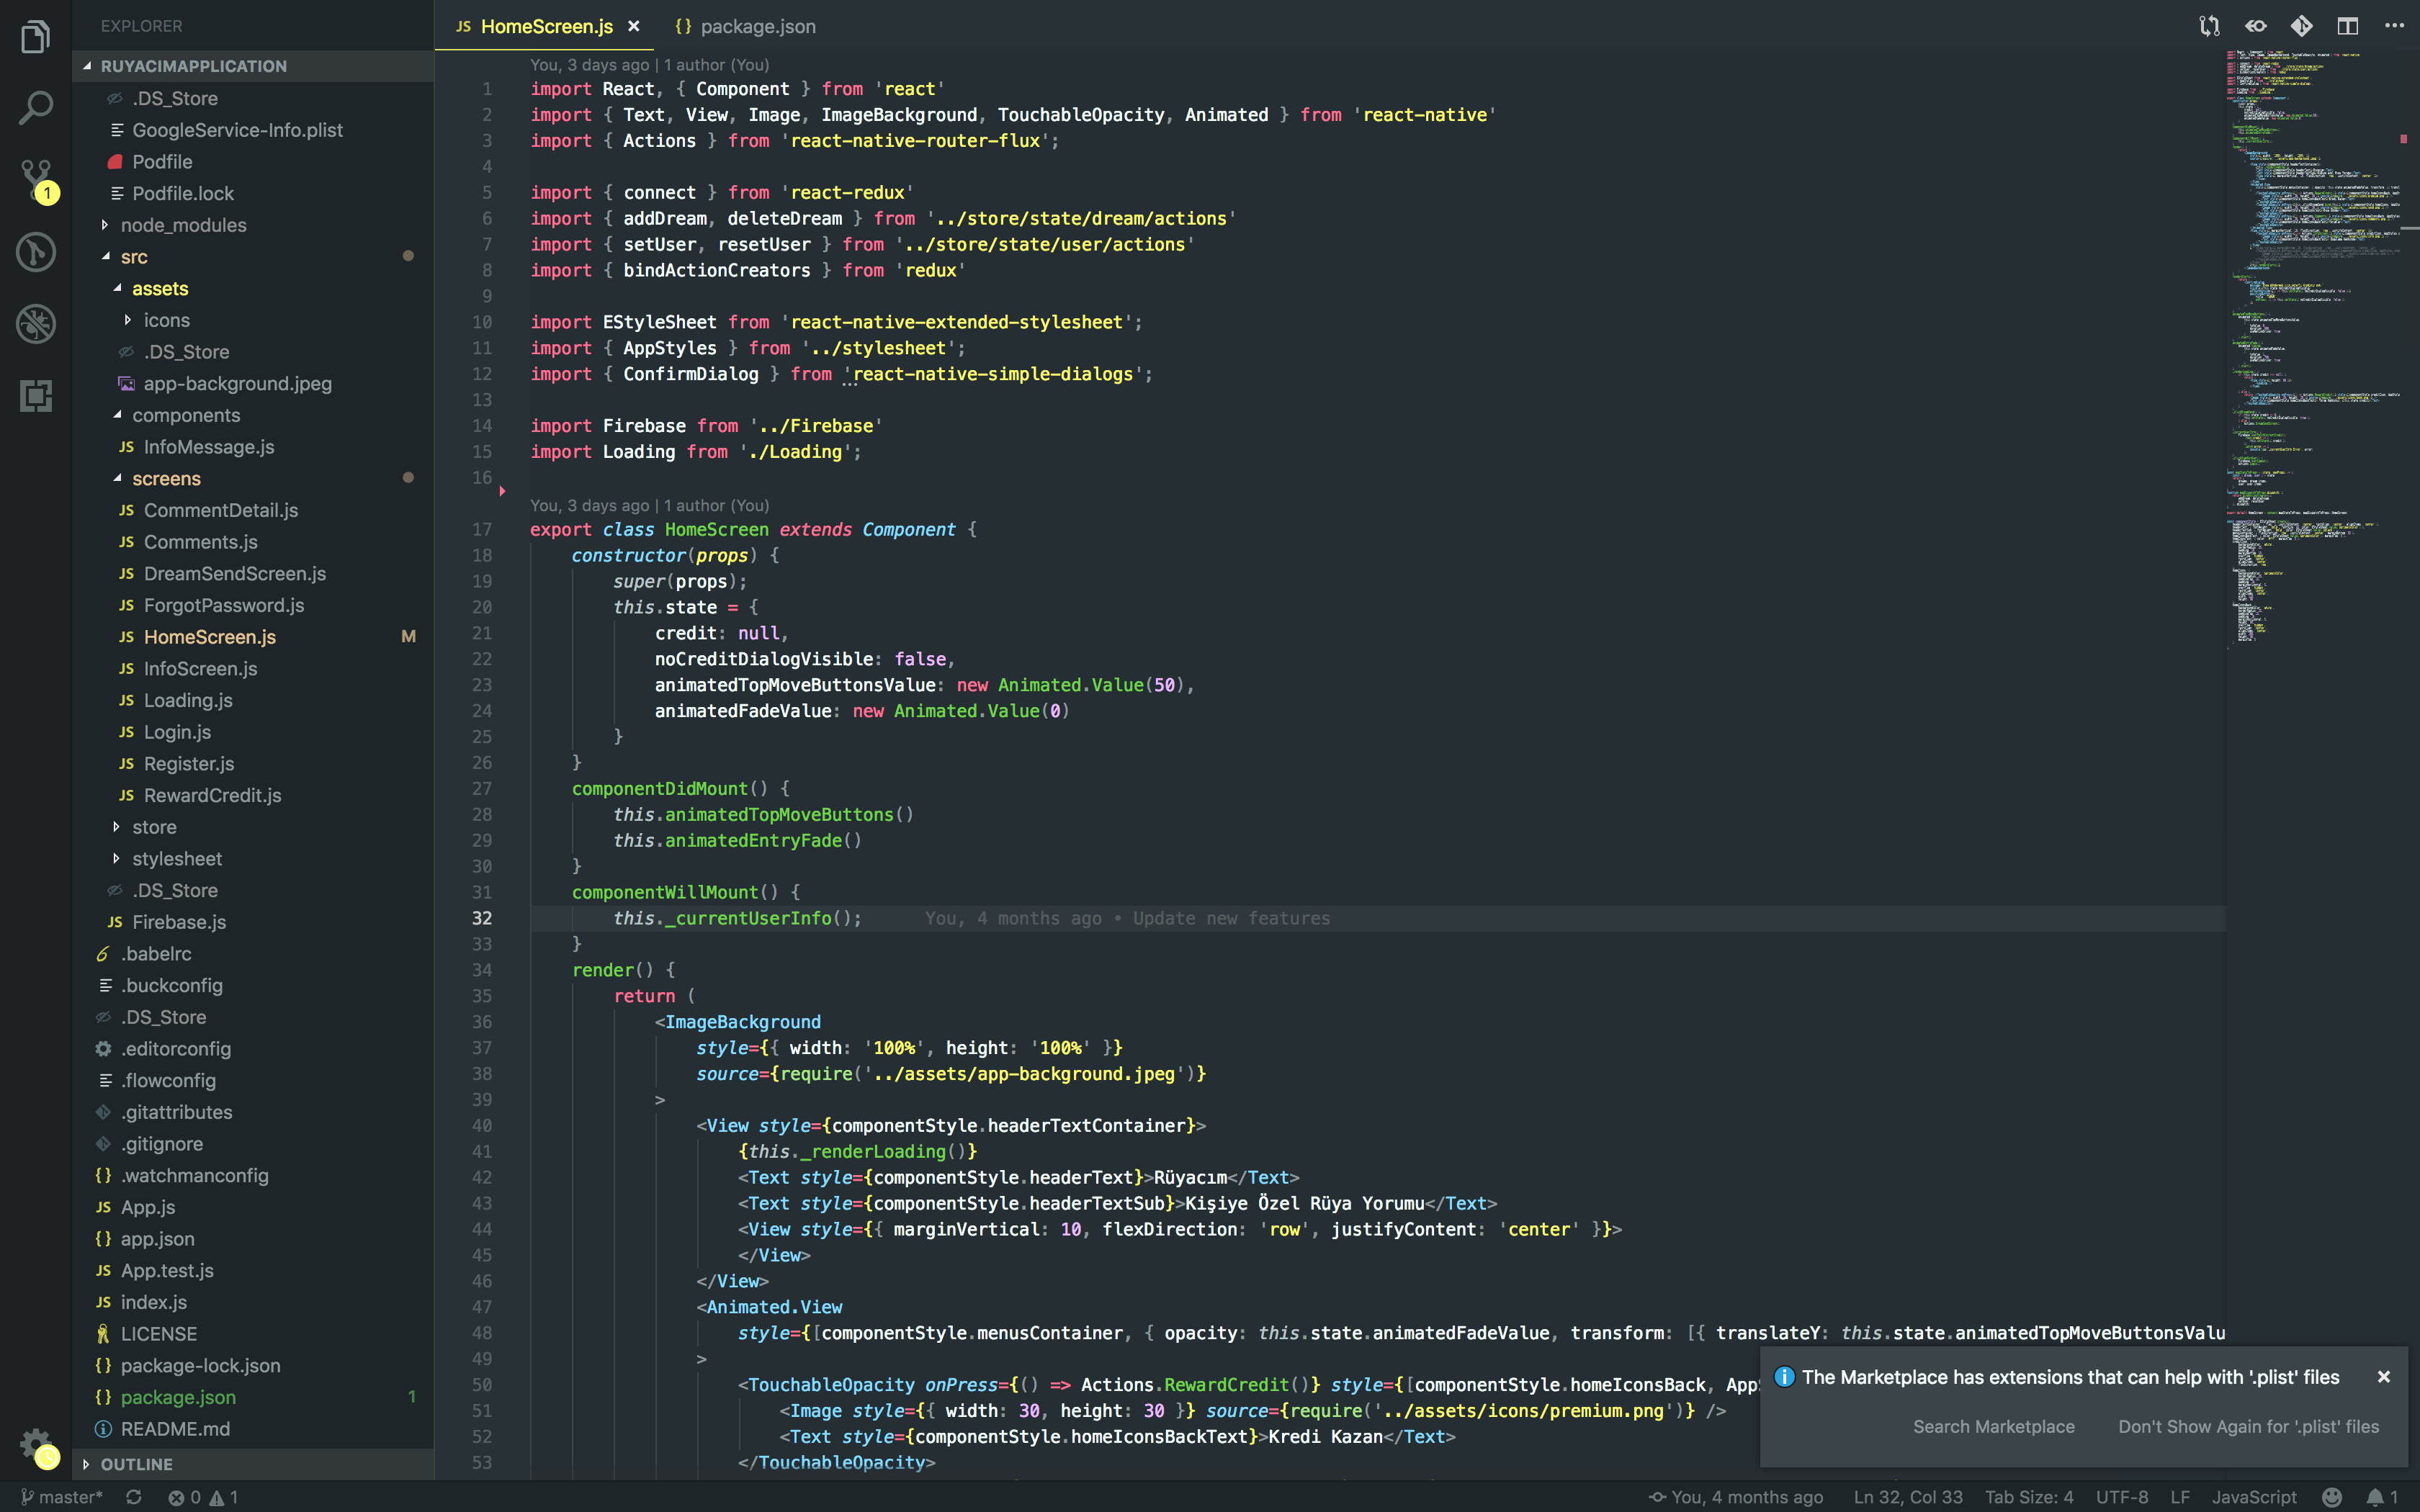 EXPLORER
RUYACIMAPPLICATION
.DS_Store
GoogleService-Info.plist
Podfile
Podfile.lock
node_modules
src
assets
icons
.DS_Store
app-background.jpeg
components
JS InfoMessage.js
screens
JS CommentDetail.js
JS Comments.js
JS DreamSendScreen.js
JS ForgotPassword.js
JS HomeScreen.js M
JS InfoScreen.js
JS Loading.js
JS Login.js
JS Register.js
JS RewardCredit.js
store
stylesheet
.DS_Store
JS Firebase.js
.babelrc
.buckconfig
.DS_Store
.editorconfig
.flowconfig
.gitattributes
.gitignore
{} .watchmanconfig
JS App.js
{} app.json
JS App.test.js
JS index.js
LICENSE
{} package-lock.json
{} package.json 1
README.md
OUTLINE
1
JS HomeScreen.js × {} package.json
You, 3 days ago | 1 author (You)
1 import React, { Component } from 'react'
2 import { Text, View, Image, ImageBackground, TouchableOpacity, Animated } from 'react-native'
3 import { Actions } from 'react-native-router-flux';
4
5 import { connect } from 'react-redux'
6 import { addDream, deleteDream } from '../store/state/dream/actions'
7 import { setUser, resetUser } from '../store/state/user/actions'
8 import { bindActionCreators } from 'redux'
9
10 import EStyleSheet from 'react-native-extended-stylesheet';
11 import { AppStyles } from '../stylesheet';
12 import { ConfirmDialog } from 'react-native-simple-dialogs';
13
14 import Firebase from '../Firebase'
15 import Loading from './Loading';
16
You, 3 days ago | 1 author (You)
17 export class HomeScreen extends Component {
18 constructor(props) {
19 super(props);
20 this.state = {
21 credit: null,
22 noCreditDialogVisible: false,
23 animatedTopMoveButtonsValue: new Animated.Value(50),
24 animatedFadeValue: new Animated.Value(0)
25 }
26 }
27 componentDidMount() {
28 this.animatedTopMoveButtons()
29 this.animatedEntryFade()
30 }
31 componentWillMount() {
32 this._currentUserInfo(); You, 4 months ago • Update new features
33 }
34 render() {
35 return (
36 <ImageBackground
37 style={{ width: '100%', height: '100%' }}
38 source={require('../assets/app-background.jpeg')}
39 >
40 <View style={componentStyle.headerTextContainer}>
41 {this._renderLoading()}
42 <Text style={componentStyle.headerText}>Rüyacım</Text>
43 <Text style={componentStyle.headerTextSub}>Kişiye Özel Rüya Yorumu</Text>
44 <View style={{ marginVertical: 10, flexDirection: 'row', justifyContent: 'center' }}>
45 </View>
46 </View>
47 <Animated.View
48 style={[componentStyle.menusContainer, { opacity: this.state.animatedFadeValue, transform: [{ translateY: this.state.animatedTopMoveButtonsValu
49 >
50 <TouchableOpacity onPress={() => Actions.RewardCredit()} style={[componentStyle.homeIconsBack, App
51 <Image style={{ width: 30, height: 30 }} source={require('../assets/icons/premium.png')} />
52 <Text style={componentStyle.homeIconsBackText}>Kredi Kazan</Text>
53 </TouchableOpacity>
The Marketplace has extensions that can help with '.plist' files ×
Search Marketplace Don't Show Again for '.plist' files
master* 0 1
You, 4 months ago Ln 32, Col 33 Tab Size: 4 UTF-8 LF JavaScript 1